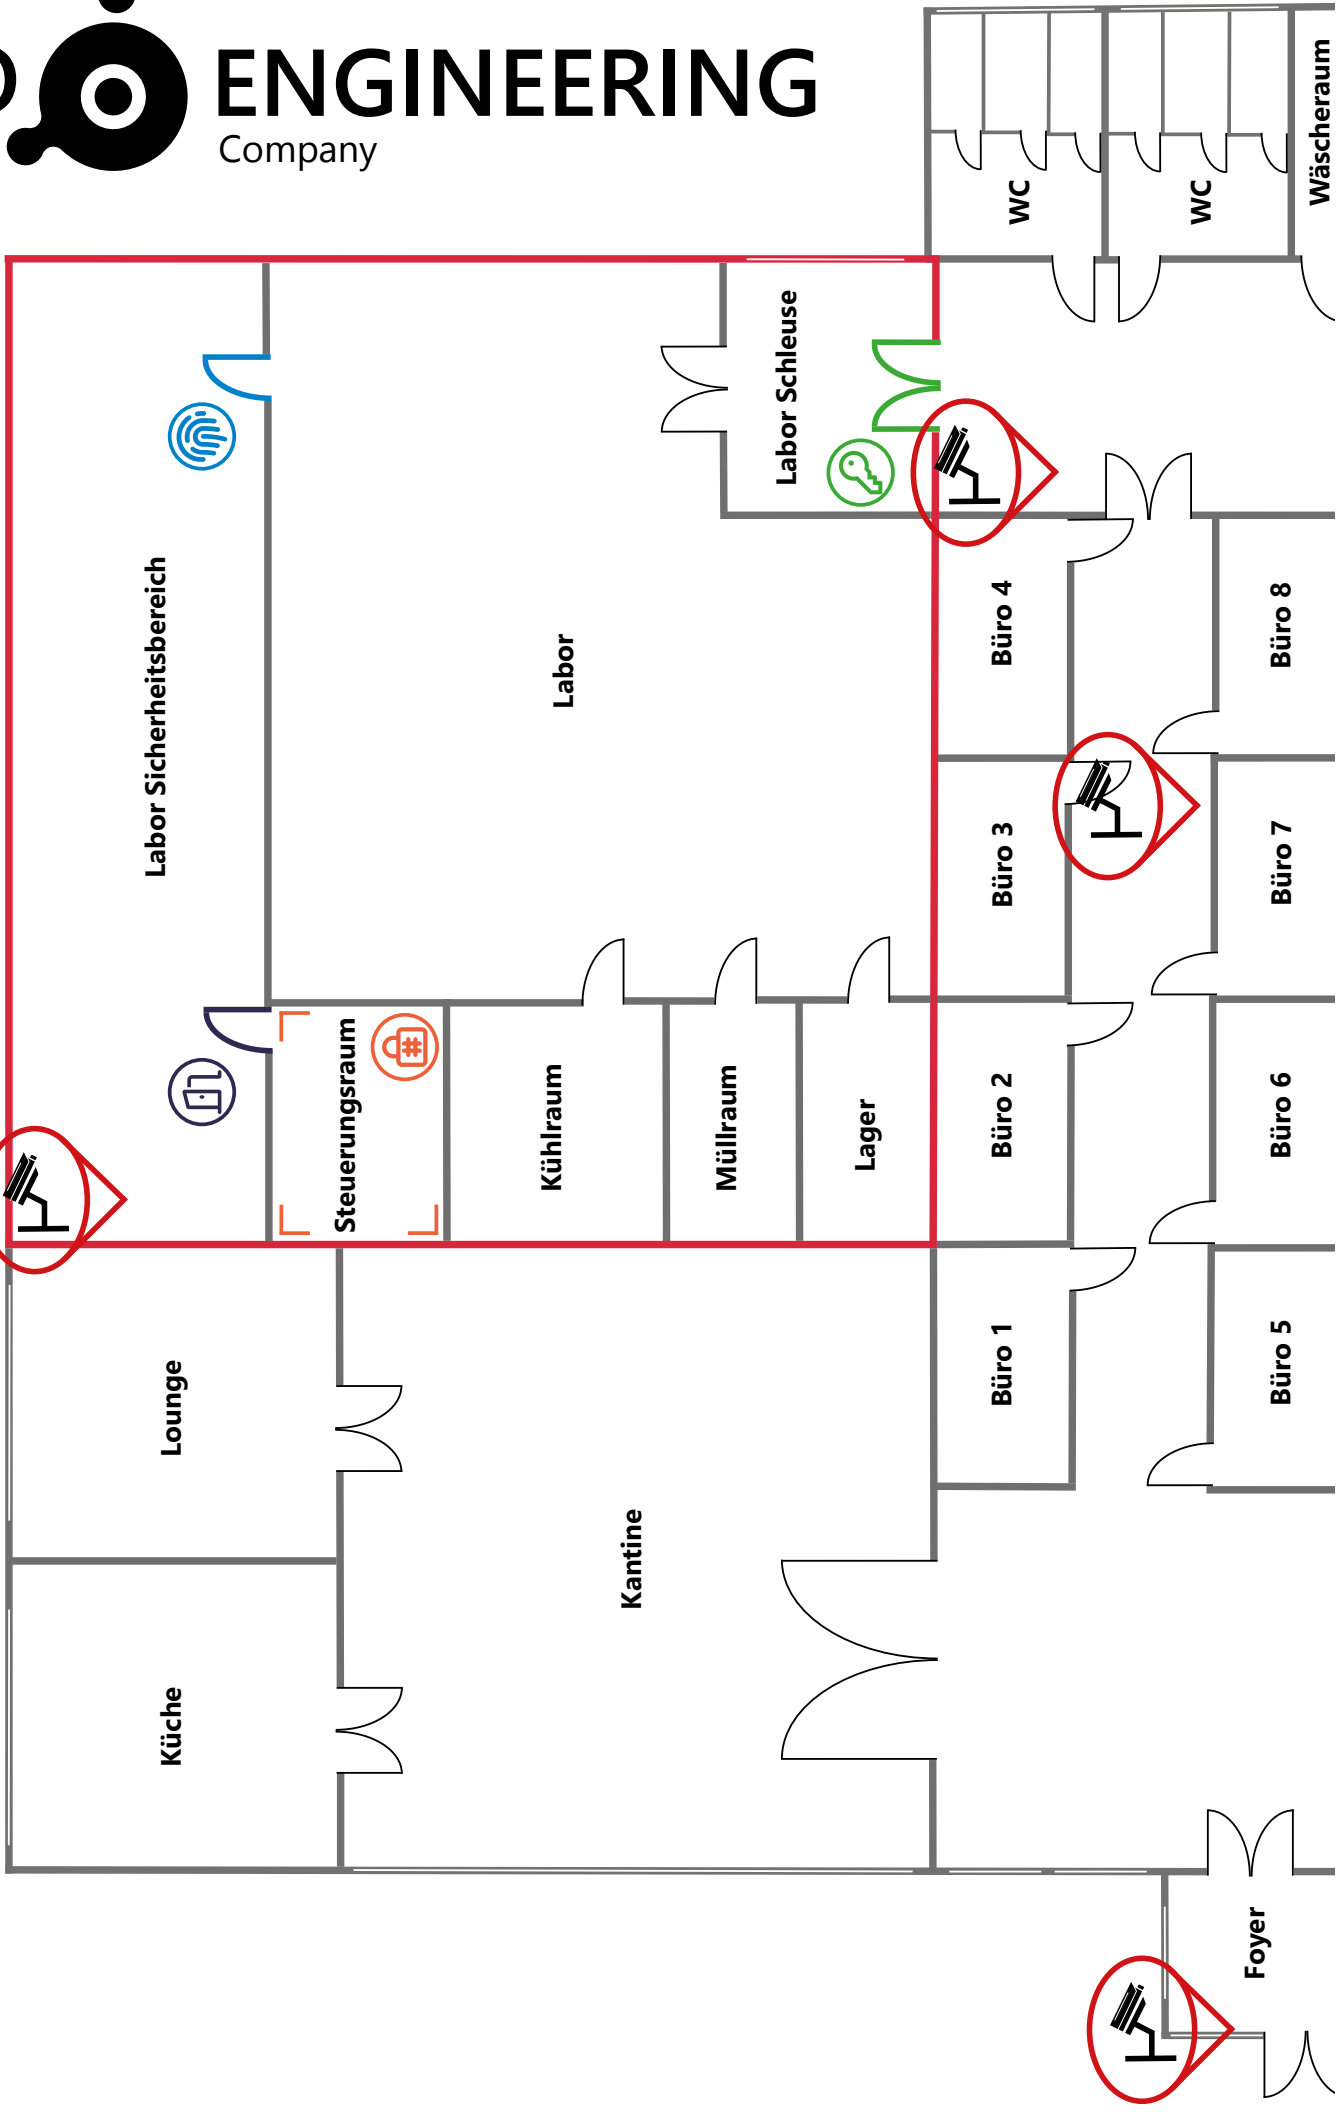 ENGINEERING
Company
WC
WC
Wäscheraum
Labor Schleuse
Labor Sicherheitsbereich
Labor
Büro 4
Büro 8
Büro 3
Büro 7
Steuerungsraum
Kühlraum
Müllraum
Lager
Büro 2
Büro 6
Lounge
Büro 1
Büro 5
Kantine
Küche
Foyer